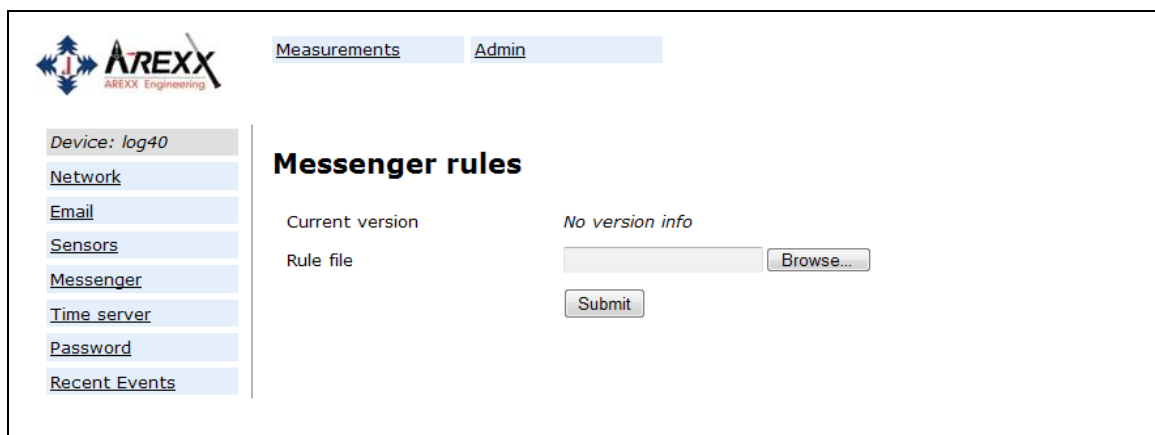 AREXX
AREXX Engineering
Measurements Admin
Device: log40
Network
Email
Sensors
Messenger
Time server
Password
Recent Events
Messenger rules
Current version No version info
Rule file Browse...
Submit